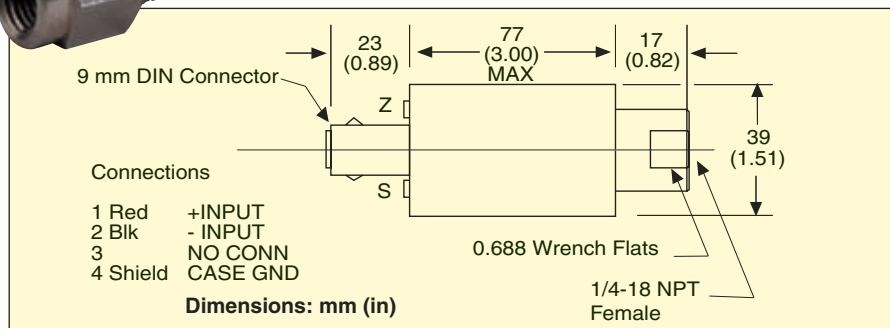 23
(0.89)
77
(3.00)
MAX
17
(0.82)
9 mm DIN Connector
Z
S
39
(1.51)
Connections
1 Red +INPUT
2 Blk - INPUT
3 NO CONN
4 Shield CASE GND
Dimensions: mm (in)
0.688 Wrench Flats
1/4-18 NPT
Female